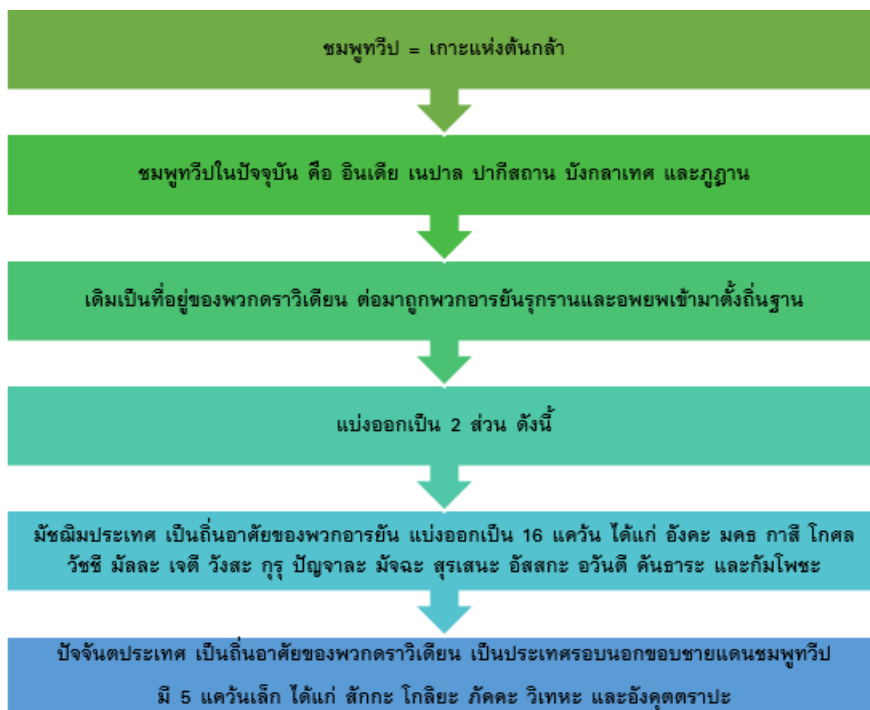 ชมพูทวีป = เกาะแห่งต้นกล้า
ชมพูทวีปในปัจจุบัน คือ อินเดีย เนปาล ปากีสถาน บังกลาเทศ และภูฏาน
เดิมเป็นที่อยู่ของพวกดราวิเดียน ต่อมาถูกพวกอารยันรุกรานและอพยพเข้ามาตั้งถิ่นฐาน
แบ่งออกเป็น 2 ส่วน ดังนี้
มัชฌิมประเทศ เป็นถิ่นอาศัยของพวกอารยัน แบ่งออกเป็น 16 แคว้น ได้แก่ อังคะ มคธ กาสี โกศล
วัชชี มัลละ เจตี วังสะ กุรุ ปัญจาละ มัจฉะ สุรเสนะ อัสสกะ อวันตี คันธาระ และกัมโพชะ
ปัจจันตประเทศ เป็นถิ่นอาศัยของพวกดราวิเดียน เป็นประเทศรอบนอกขอบชายแดนชมพูทวีป
มี 5 แคว้นเล็ก ได้แก่ สักกะ โกลิยะ ภัคคะ วิเทหะ และอังคุตตราปะ